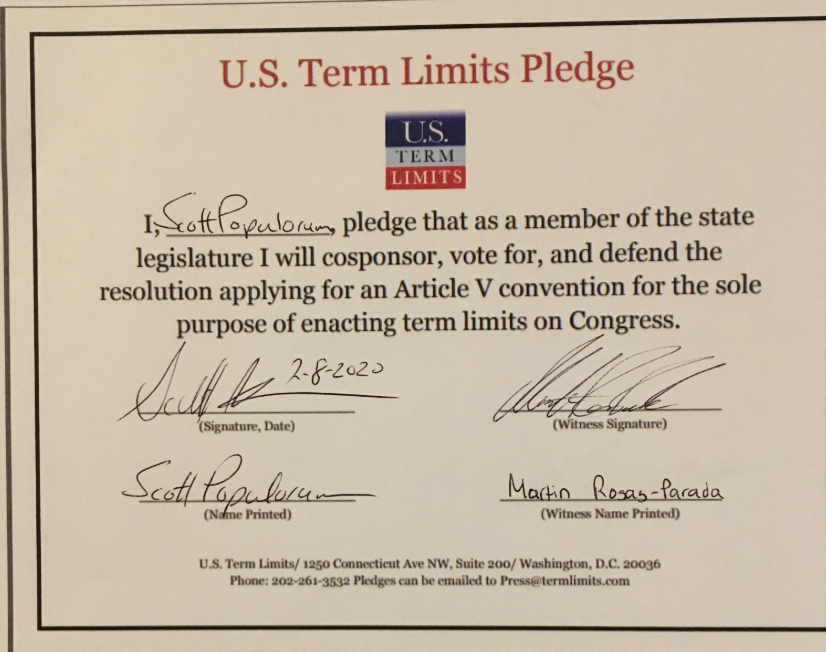 U.S. Term Limits Pledge
U.S.
TERM
LIMITS
I, Scott Populorum, pledge that as a member of the state
legislature I will cosponsor, vote for, and defend the
resolution applying for an Article V convention for the sole
purpose of enacting term limits on Congress.
2-8-2020
(Signature, Date)
(Witness Signature)
Scott Populorum
(Name Printed)
Martin Rosas-Parada
(Witness Name Printed)
U.S. Term Limits/ 1250 Connecticut Ave NW, Suite 200/ Washington, D.C. 20036
Phone: 202-261-3532 Pledges can be emailed to Press@termlimits.com